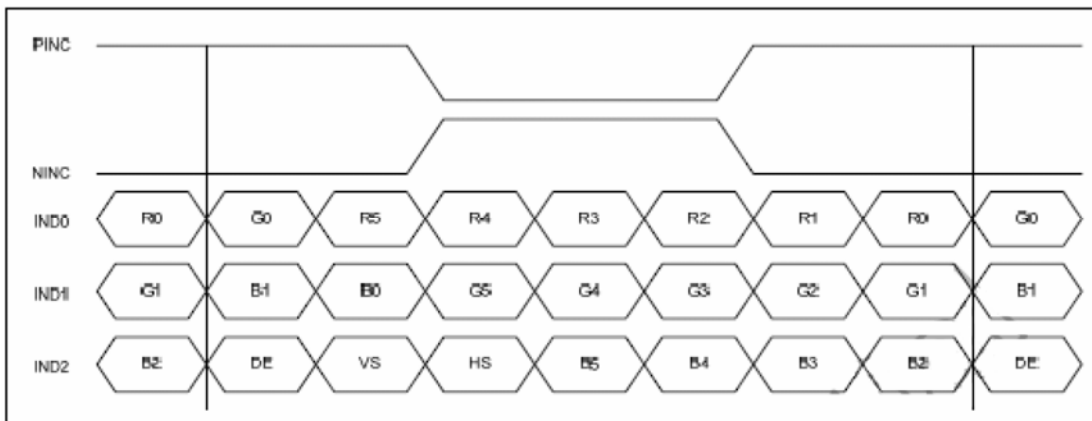 PINC
NINC
IND0 R0 G0 R5 R4 R3 R2 R1 R0 G0
IND1 G1 B1 B0 G5 G4 G3 G2 G1 B1
IND2 B2 DE VS HS B5 B4 B3 B2 DE